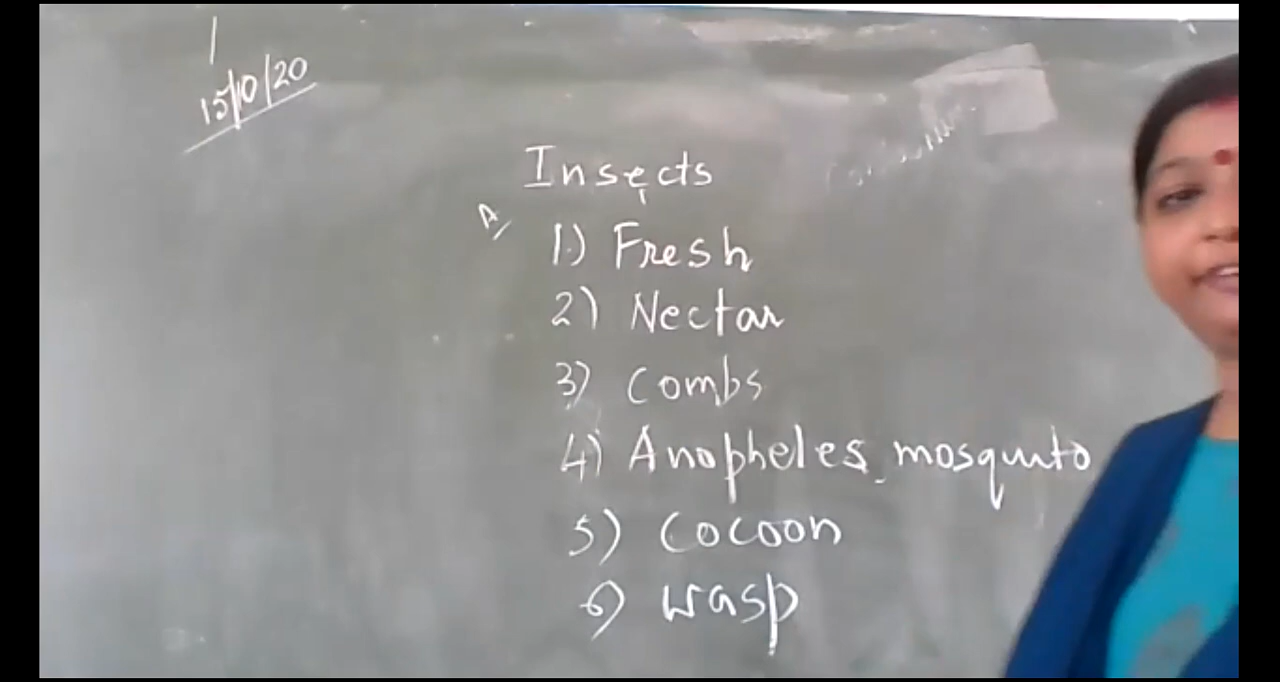 15/10/20
Insects
A/
1.) Fresh
2) Nectar
3) Combs
4) Anopheles mosquito
5) Cocoon
6) wasp